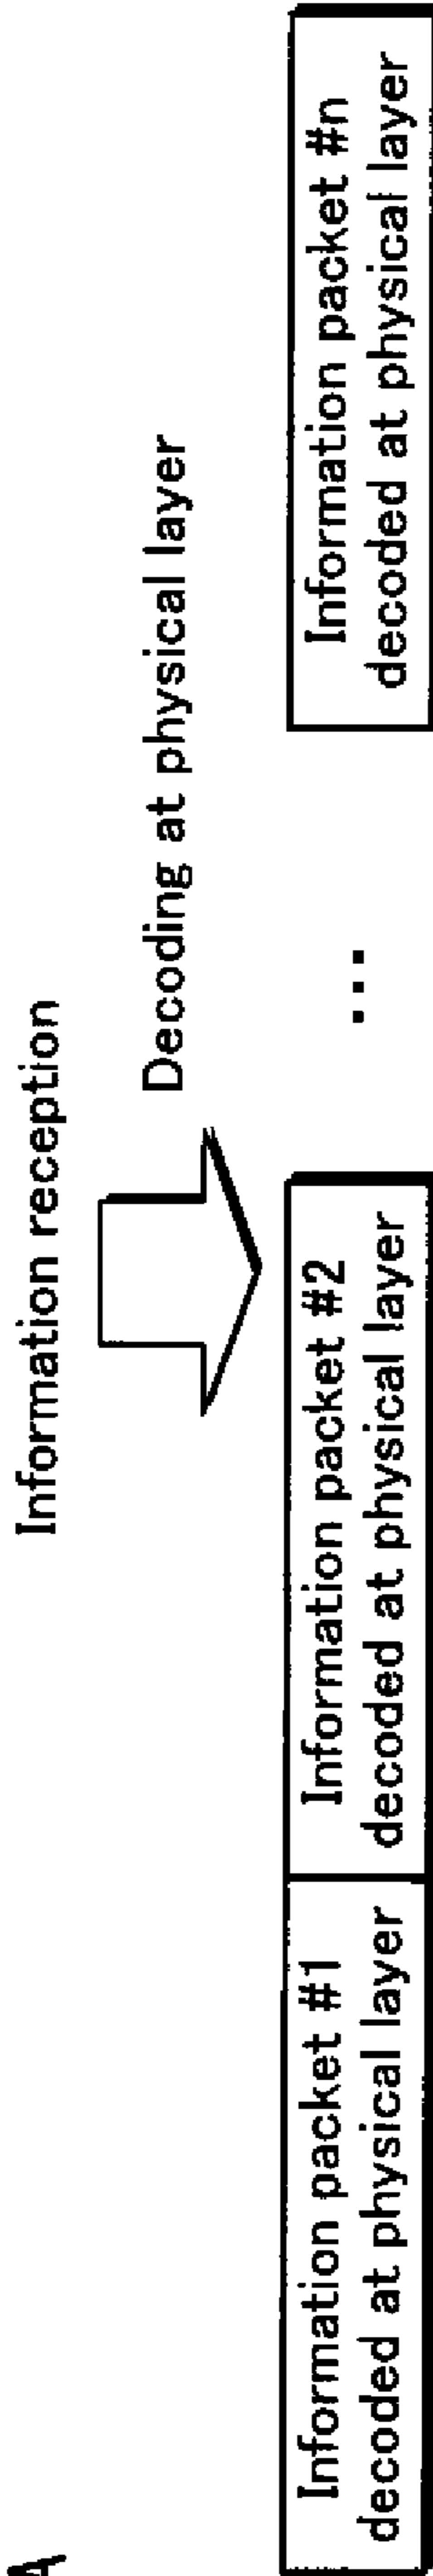 A
Information reception
Decoding at physical layer
Information packet #1
decoded at physical layer
Information packet #2
decoded at physical layer
...
Information packet #n
decoded at physical layer